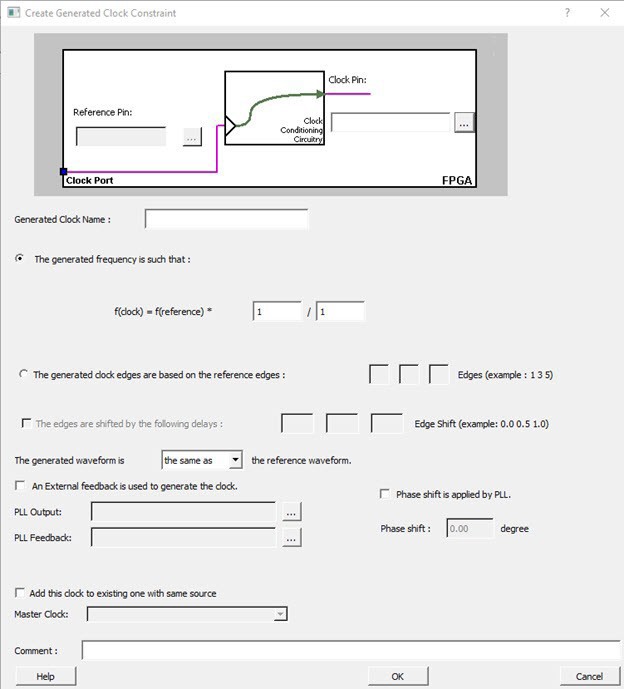 Create Generated Clock Constraint
?
Clock Pin:
Reference Pin:
...
Clock
Conditioning
Circuitry
...
Clock Port
FPGA
Generated Clock Name :
The generated frequency is such that :
f(clock) = f(reference) * 1 / 1
The generated clock edges are based on the reference edges : Edges (example : 1 3 5)
The edges are shifted by the following delays : Edge Shift (example: 0.0 0.5 1.0)
The generated waveform is the same as the reference waveform.
An External feedback is used to generate the clock.
Phase shift is applied by PLL.
PLL Output: ...
Phase shift : 0.00 degree
PLL Feedback: ...
Add this clock to existing one with same source
Master Clock:
Comment :
Help OK Cancel